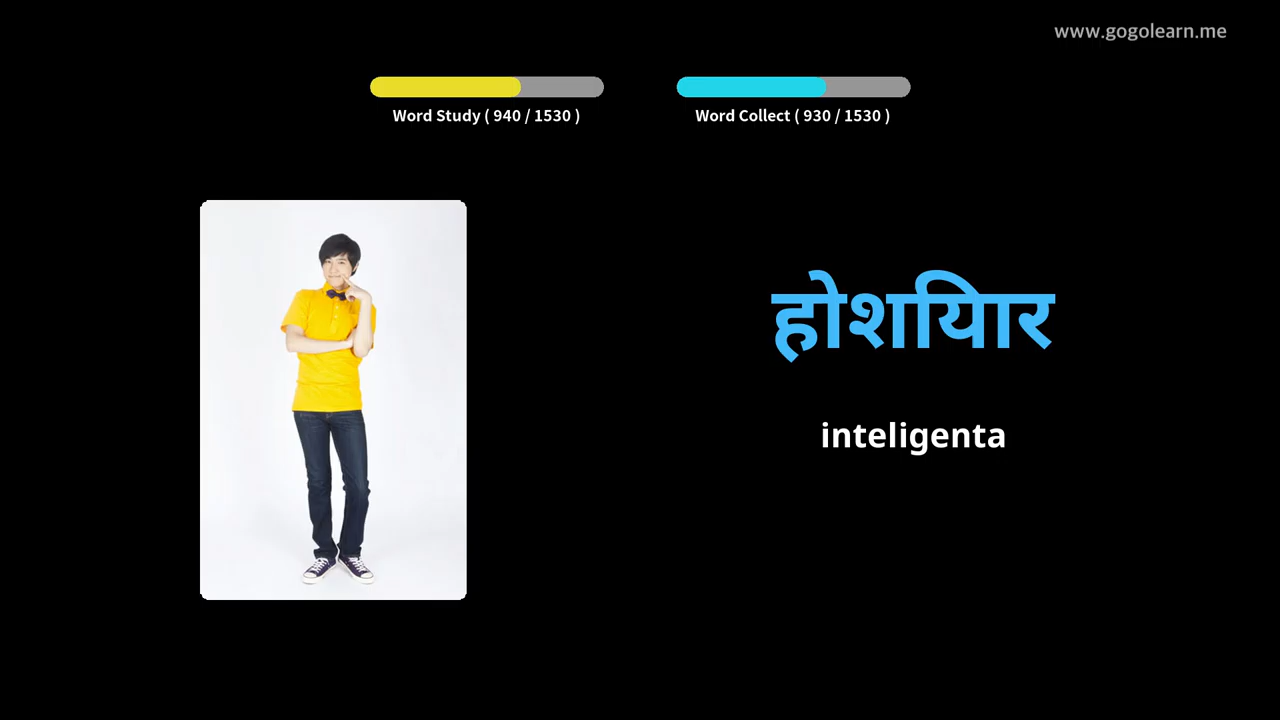 www.gogolearn.me
Word Study ( 940 / 1530 )
Word Collect ( 930 / 1530 )
होशियार
inteligenta